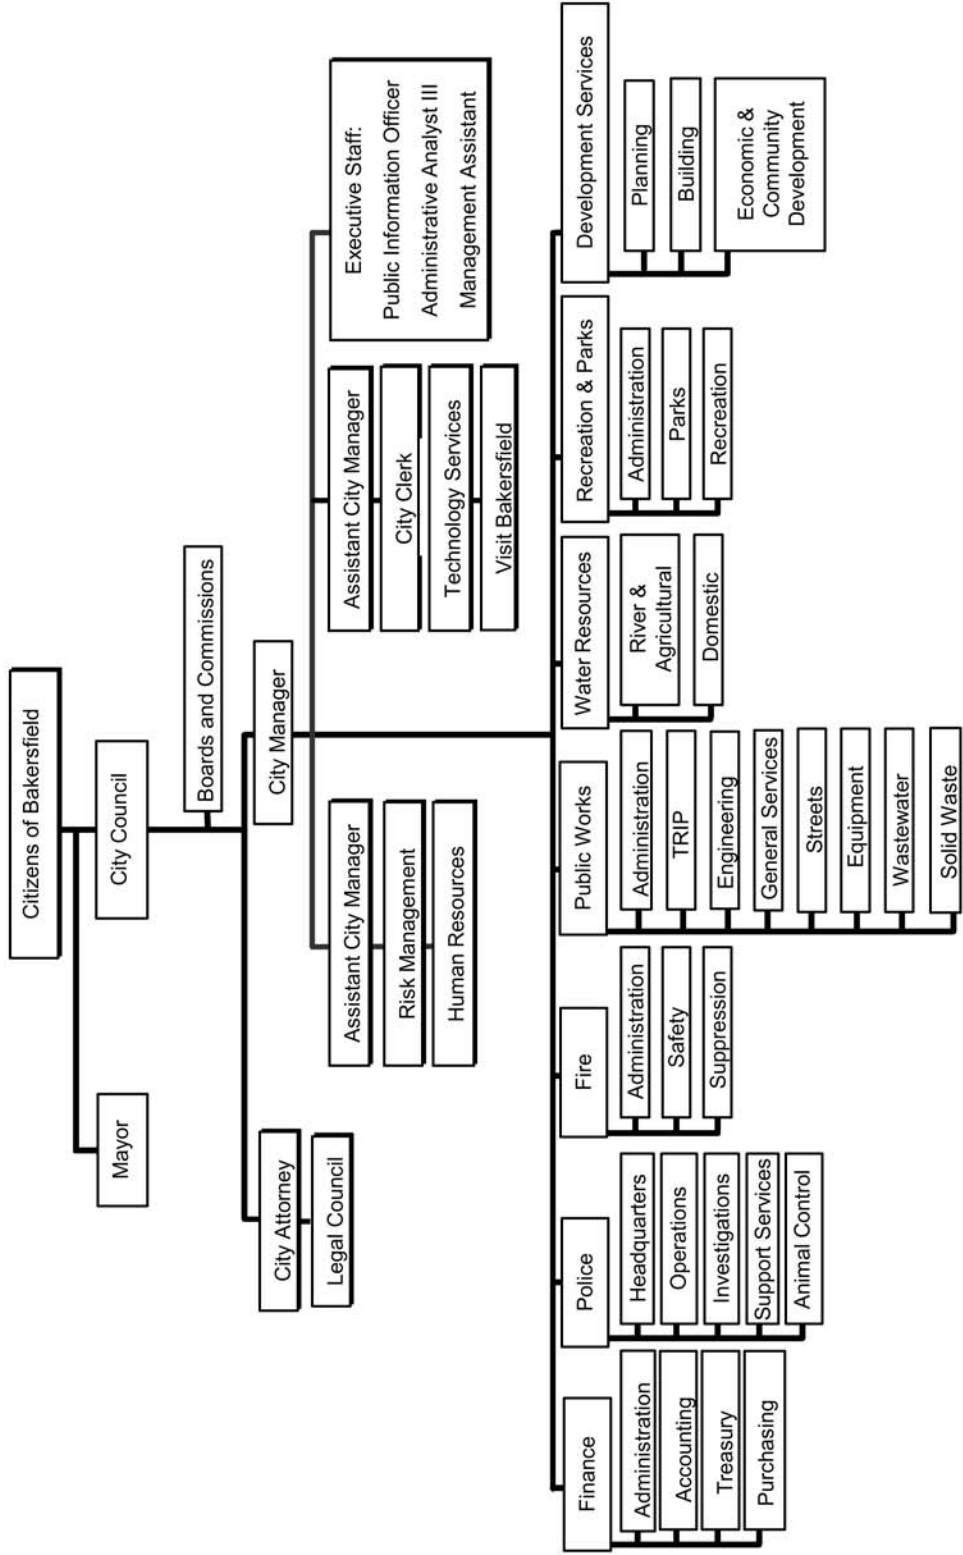 Citizens of Bakersfield
Mayor
City Council
Boards and Commissions
City Attorney
Legal Council
City Manager
Assistant City Manager
Risk Management
Human Resources
Assistant City Manager
City Clerk
Technology Services
Visit Bakersfield
Executive Staff:
Public Information Officer
Administrative Analyst III
Management Assistant
Finance
Administration
Accounting
Treasury
Purchasing
Police
Headquarters
Operations
Investigations
Support Services
Animal Control
Fire
Administration
Safety
Suppression
Public Works
Administration
TRIP
Engineering
General Services
Streets
Equipment
Wastewater
Solid Waste
Water Resources
River &
Agricultural
Domestic
Recreation & Parks
Administration
Parks
Recreation
Development Services
Planning
Building
Economic &
Community
Development